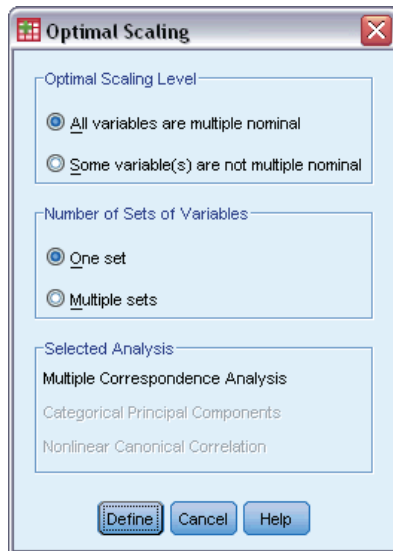 Optimal Scaling
Optimal Scaling Level
All variables are multiple nominal
Some variable(s) are not multiple nominal
Number of Sets of Variables
One set
Multiple sets
Selected Analysis
Multiple Correspondence Analysis
Categorical Principal Components
Nonlinear Canonical Correlation
Define Cancel Help